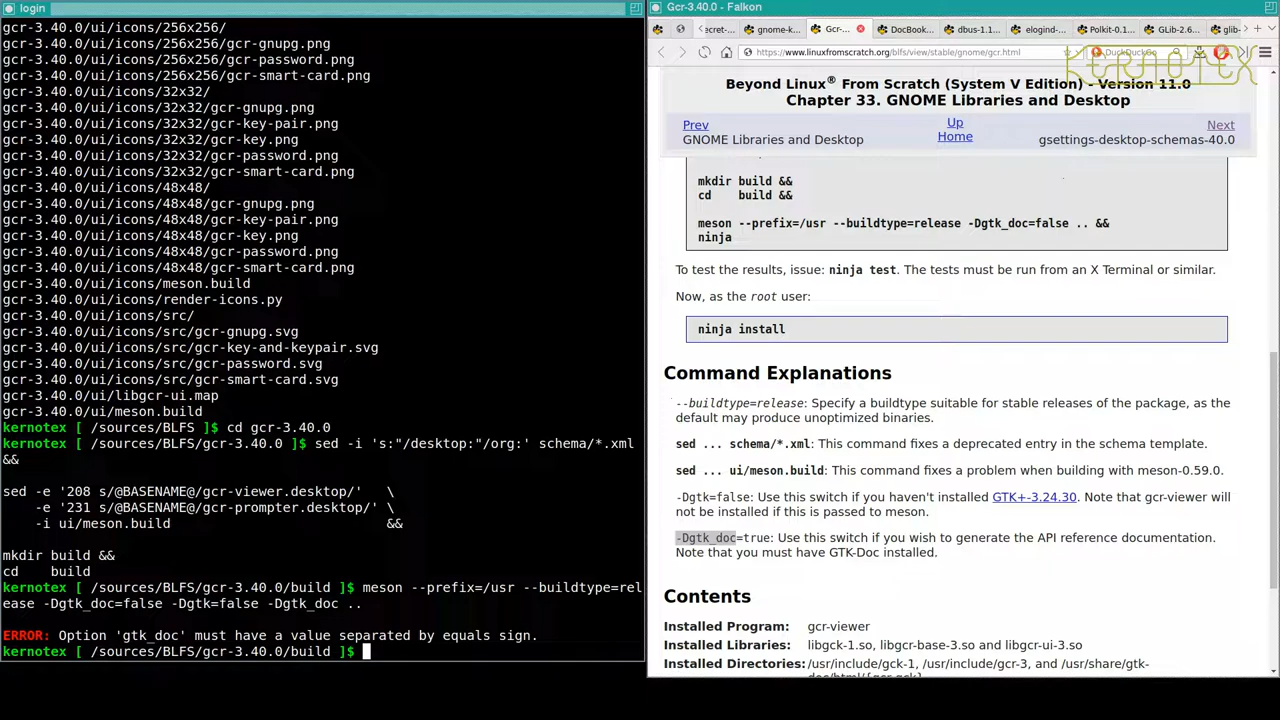 login
gcr-3.40.0/ui/icons/256x256/
gcr-3.40.0/ui/icons/256x256/gcr-gnupg.png
gcr-3.40.0/ui/icons/256x256/gcr-password.png
gcr-3.40.0/ui/icons/256x256/gcr-smart-card.png
gcr-3.40.0/ui/icons/32x32/
gcr-3.40.0/ui/icons/32x32/gcr-gnupg.png
gcr-3.40.0/ui/icons/32x32/gcr-key-pair.png
gcr-3.40.0/ui/icons/32x32/gcr-key.png
gcr-3.40.0/ui/icons/32x32/gcr-password.png
gcr-3.40.0/ui/icons/32x32/gcr-smart-card.png
gcr-3.40.0/ui/icons/48x48/
gcr-3.40.0/ui/icons/48x48/gcr-gnupg.png
gcr-3.40.0/ui/icons/48x48/gcr-key-pair.png
gcr-3.40.0/ui/icons/48x48/gcr-key.png
gcr-3.40.0/ui/icons/48x48/gcr-password.png
gcr-3.40.0/ui/icons/48x48/gcr-smart-card.png
gcr-3.40.0/ui/icons/meson.build
gcr-3.40.0/ui/icons/render-icons.py
gcr-3.40.0/ui/icons/src/
gcr-3.40.0/ui/icons/src/gcr-gnupg.svg
gcr-3.40.0/ui/icons/src/gcr-key-and-keypair.svg
gcr-3.40.0/ui/icons/src/gcr-password.svg
gcr-3.40.0/ui/icons/src/gcr-smart-card.svg
gcr-3.40.0/ui/libgcr-ui.map
gcr-3.40.0/ui/meson.build
kernotex [ /sources/BLFS ]$ cd gcr-3.40.0
kernotex [ /sources/BLFS/gcr-3.40.0 ]$ sed -i 's:"/desktop:"/org:' schema/*.xml
&&
sed -e '208 s/@BASENAME@/gcr-viewer.desktop/'   \
    -e '231 s/@BASENAME@/gcr-prompter.desktop/' \
    -i ui/meson.build                           &&
mkdir build &&
cd    build
kernotex [ /sources/BLFS/gcr-3.40.0/build ]$ meson --prefix=/usr --buildtype=rel
ease -Dgtk_doc=false -Dgtk=false -Dgtk_doc ..
ERROR: Option 'gtk_doc' must have a value separated by equals sign.
kernotex [ /sources/BLFS/gcr-3.40.0/build ]$
Gcr-3.40.0 - Falkon
ecret-... gnome-k... Gcr-... DocBook... dbus-1.1... elogind-... Polkit-0.1... GLib-2.6... glib-
https://www.linuxfromscratch.org/blfs/view/stable/gnome/gcr.html DuckDuckGo
KERNOTEX
Beyond Linux® From Scratch (System V Edition) - Version 11.0
Chapter 33. GNOME Libraries and Desktop
Prev Up Next
GNOME Libraries and Desktop Home gsettings-desktop-schemas-40.0
mkdir build &&
cd    build &&
meson --prefix=/usr --buildtype=release -Dgtk_doc=false .. &&
ninja
To test the results, issue: ninja test. The tests must be run from an X Terminal or similar.
Now, as the root user:
ninja install
Command Explanations
--buildtype=release: Specify a buildtype suitable for stable releases of the package, as the
default may produce unoptimized binaries.
sed ... schema/*.xml: This command fixes a deprecated entry in the schema template.
sed ... ui/meson.build: This command fixes a problem when building with meson-0.59.0.
-Dgtk=false: Use this switch if you haven't installed GTK+-3.24.30. Note that gcr-viewer will
not be installed if this is passed to meson.
-Dgtk_doc=true: Use this switch if you wish to generate the API reference documentation.
Note that you must have GTK-Doc installed.
Contents
Installed Program: gcr-viewer
Installed Libraries: libgck-1.so, libgcr-base-3.so and libgcr-ui-3.so
Installed Directories: /usr/include/gck-1, /usr/include/gcr-3, and /usr/share/gtk-